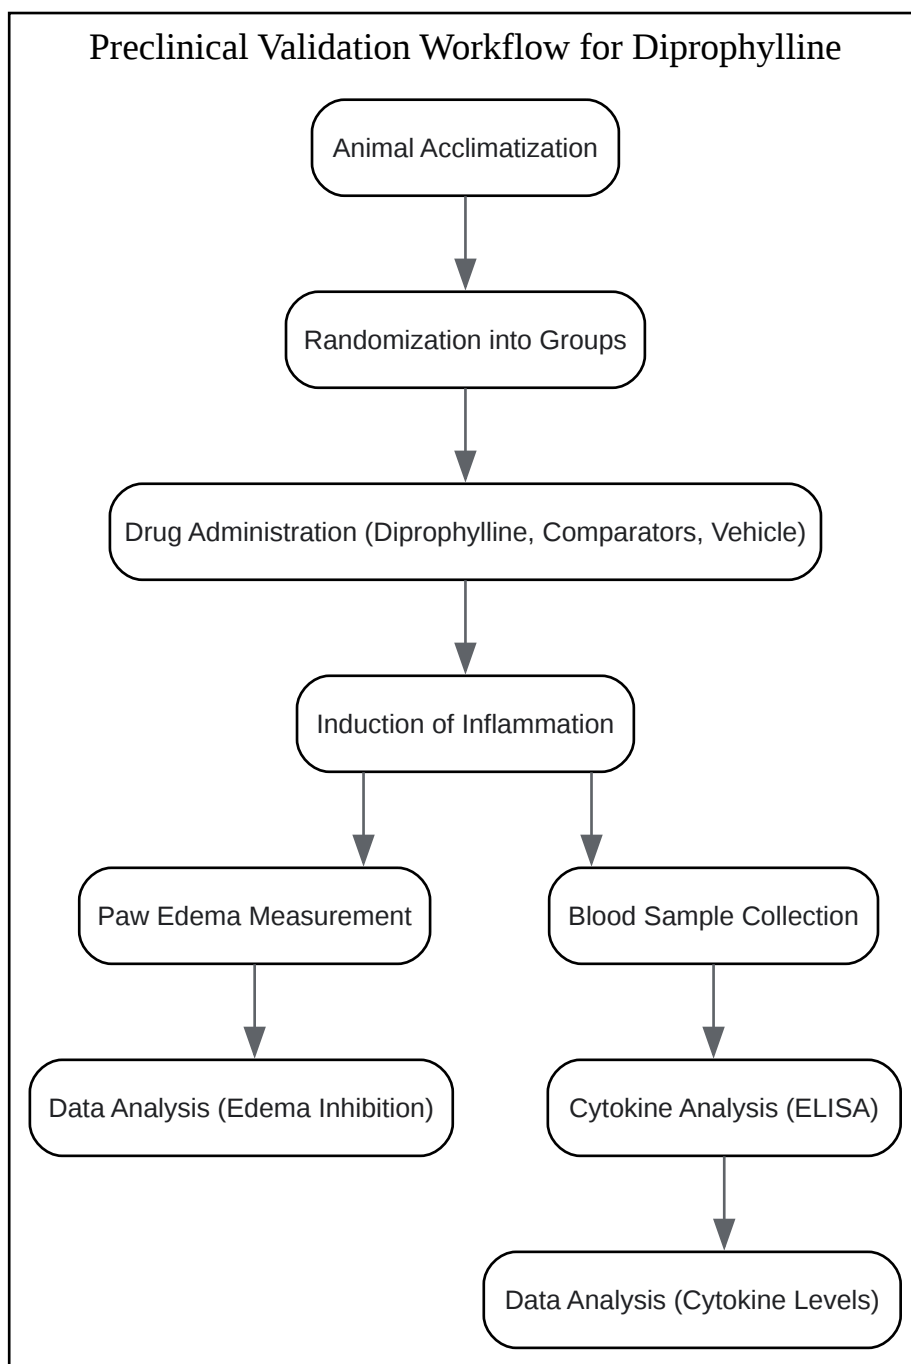 Preclinical Validation Workflow for Diprophylline
Animal Acclimatization
Randomization into Groups
Drug Administration (Diprophylline, Comparators, Vehicle)
Induction of Inflammation
Paw Edema Measurement
Blood Sample Collection
Data Analysis (Edema Inhibition)
Cytokine Analysis (ELISA)
Data Analysis (Cytokine Levels)